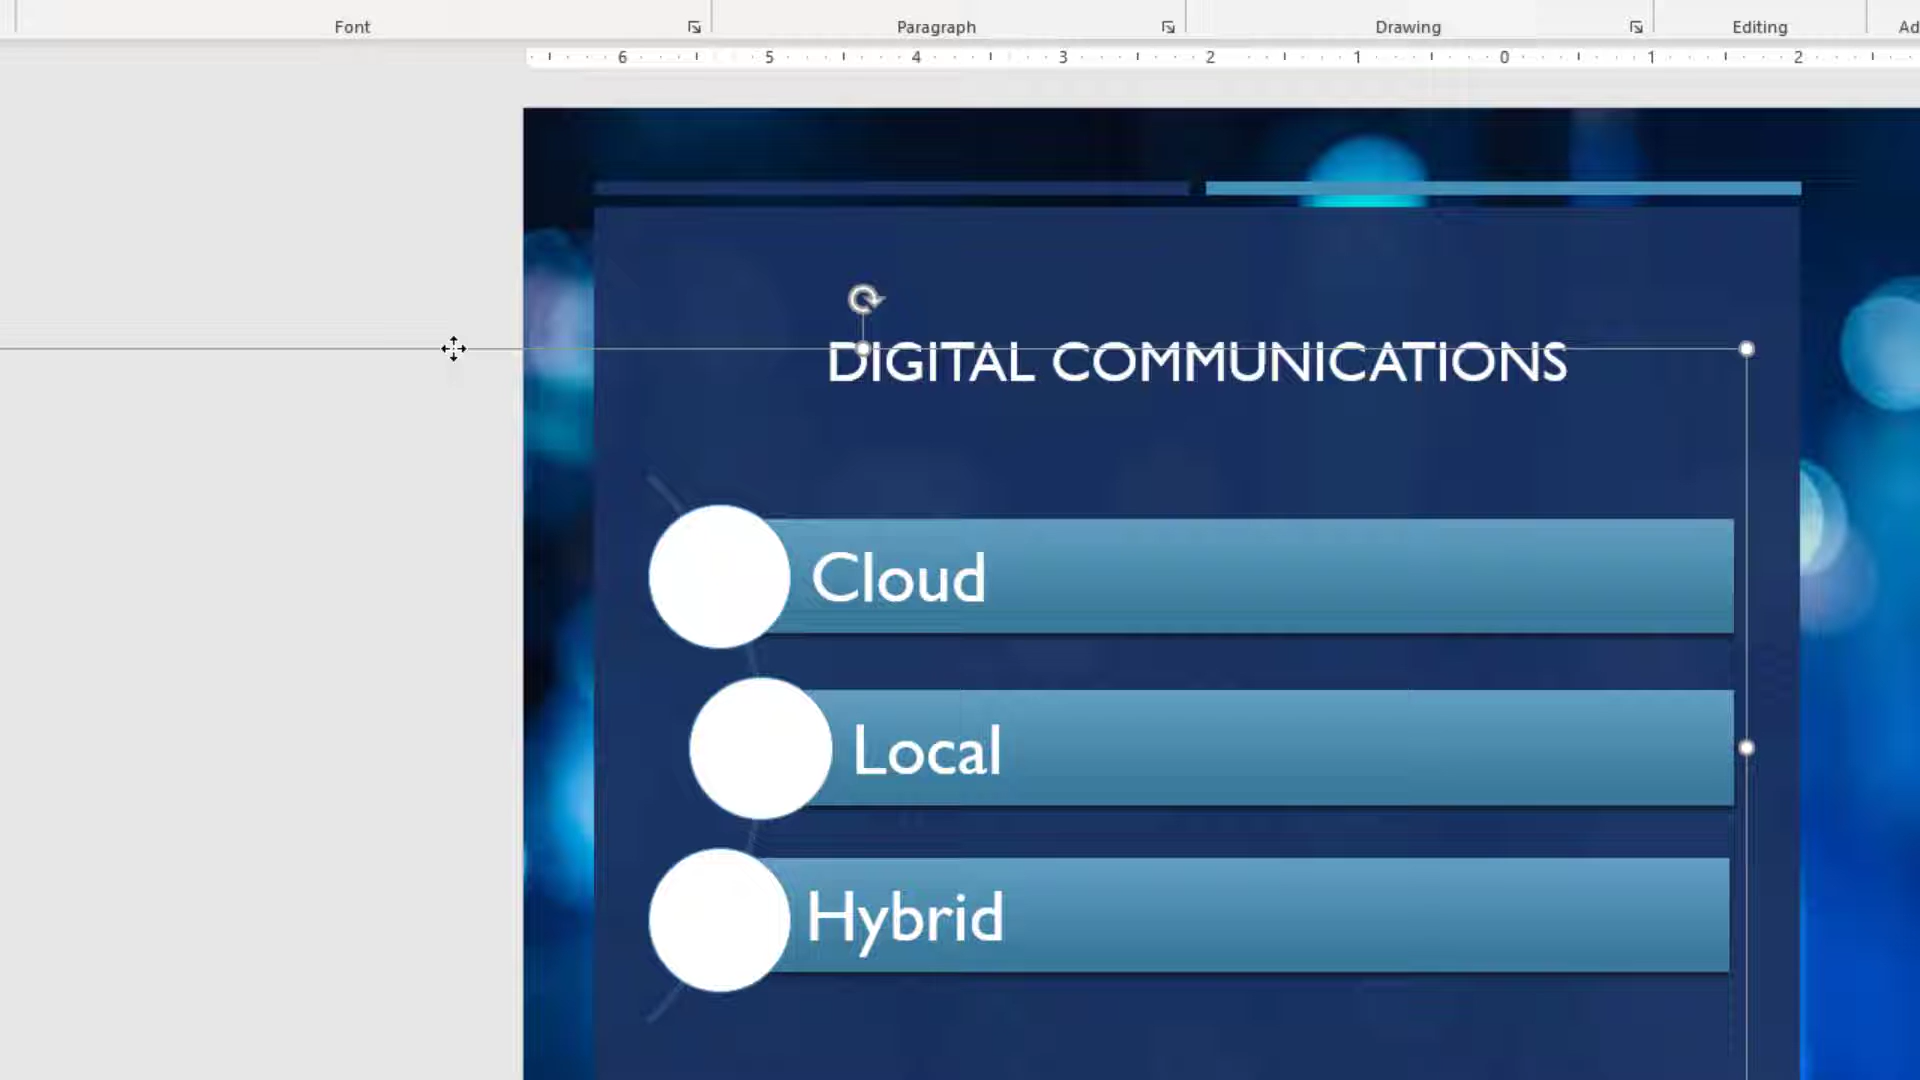 Font Paragraph Drawing Editing Ad
6 5 4 3 2 1 0 1 2
DIGITAL COMMUNICATIONS
Cloud
Local
Hybrid